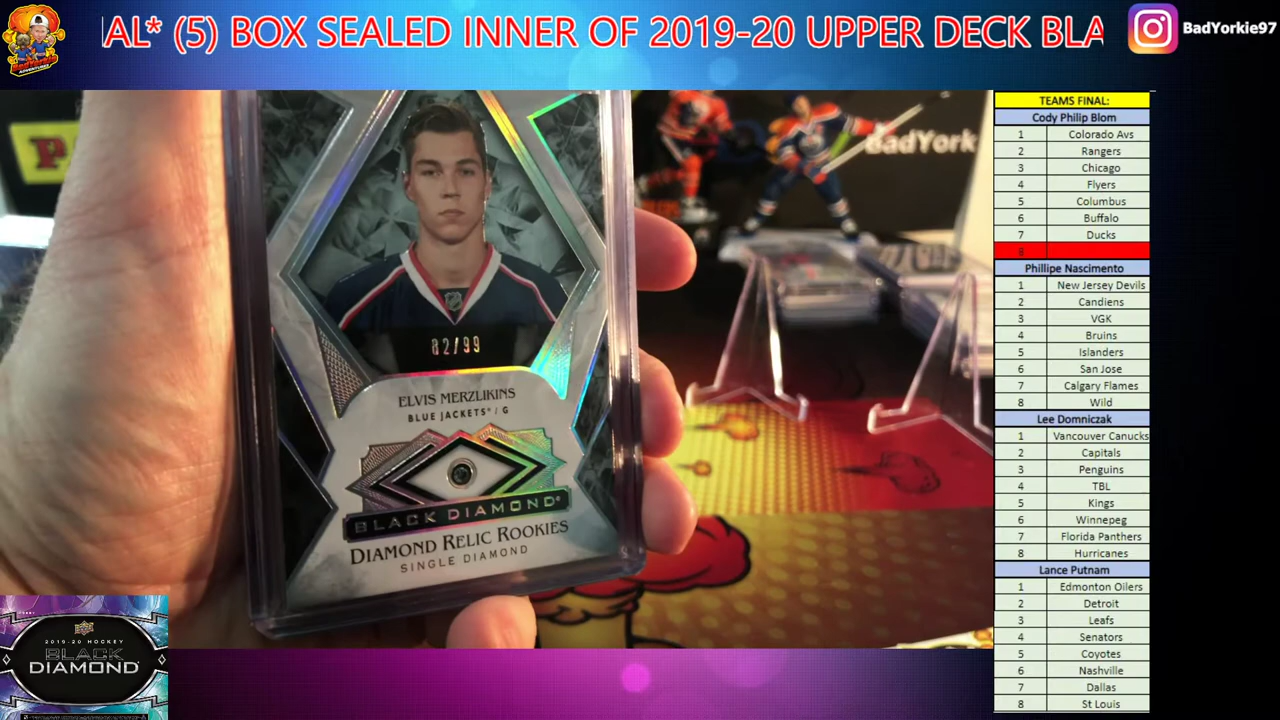 AL* (5) BOX SEALED INNER OF 2019-20 UPPER DECK BLA
BadYorkie97
BadYork
P
82/99
ELVIS MERZLIKINS
BLUE JACKETS® / G
BLACK DIAMOND®
DIAMOND RELIC ROOKIES
SINGLE DIAMOND
2019-20 HOCKEY
BLACK
DIAMOND
TEAMS FINAL:
Cody Philip Blom
1 Colorado Avs
2 Rangers
3 Chicago
4 Flyers
5 Columbus
6 Buffalo
7 Ducks
8
Phillipe Nascimento
1 New Jersey Devils
2 Candiens
3 VGK
4 Bruins
5 Islanders
6 San Jose
7 Calgary Flames
8 Wild
Lee Domniczak
1 Vancouver Canucks
2 Capitals
3 Penguins
4 TBL
5 Kings
6 Winnepeg
7 Florida Panthers
8 Hurricanes
Lance Putnam
1 Edmonton Oilers
2 Detroit
3 Leafs
4 Senators
5 Coyotes
6 Nashville
7 Dallas
8 St Louis